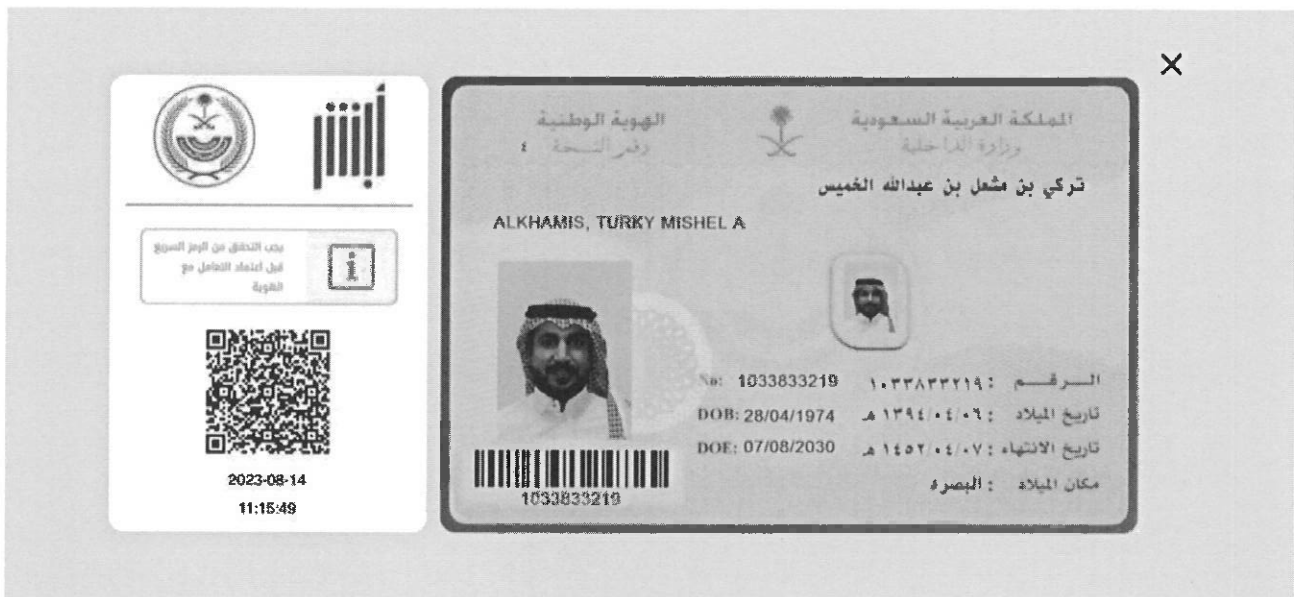 أبشر
يجب التحقق من الرمز السريع
قبل اعتماد التعامل مع
الهوية
2023-08-14
11:15:49
المملكة العربية السعودية
وزارة الداخلية
الهوية الوطنية
رقم النسخة ٤
تركي بن مشعل بن عبدالله الخميس
ALKHAMIS, TURKY MISHEL A
الـرقـــم : ١٠٣٣٨٣٣٢١٩ No: 1033833219
تاريخ الميلاد : ١٣٩٤/٠٤/٠٦ هـ DOB: 28/04/1974
تاريخ الانتهاء : ١٤٥٢/٠٤/٠٧ هـ DOE: 07/08/2030
مكان الميلاد : البصره
1033833219